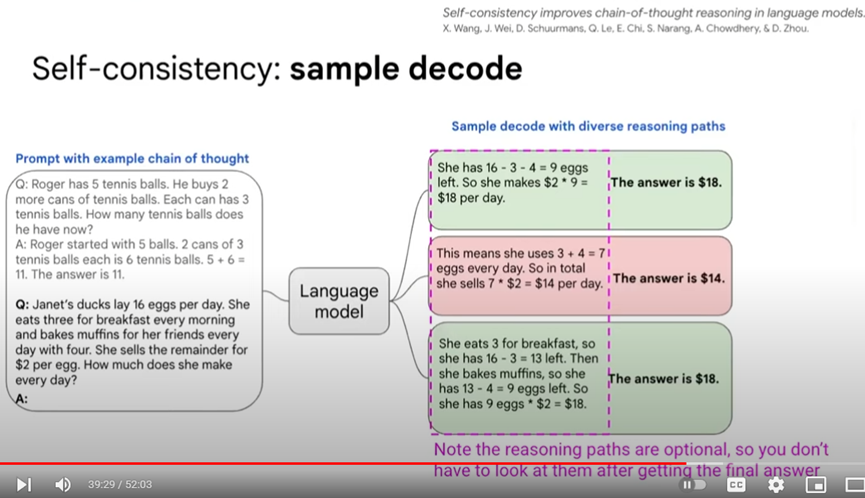 Self-consistency improves chain-of-thought reasoning in language models.
X. Wang, J. Wei, D. Schuurmans, Q. Le, E. Chi, S. Narang, A. Chowdhery, & D. Zhou.
Self-consistency: sample decode
Sample decode with diverse reasoning paths
Prompt with example chain of thought
Q: Roger has 5 tennis balls. He buys 2
more cans of tennis balls. Each can has 3
tennis balls. How many tennis balls does
he have now?
A: Roger started with 5 balls. 2 cans of 3
tennis balls each is 6 tennis balls. 5 + 6 =
11. The answer is 11.
Q: Janet's ducks lay 16 eggs per day. She
eats three for breakfast every morning
and bakes muffins for her friends every
day with four. She sells the remainder for
$2 per egg. How much does she make
every day?
A:
Language
model
She has 16 - 3 - 4 = 9 eggs
left. So she makes $2 * 9 =
$18 per day.
The answer is $18.
This means she uses 3 + 4 = 7
eggs every day. So in total
she sells 7 * $2 = $14 per day.
The answer is $14.
She eats 3 for breakfast, so
she has 16 - 3 = 13 left. Then
she bakes muffins, so she
has 13 - 4 = 9 eggs left. So
she has 9 eggs * $2 = $18.
The answer is $18.
Note the reasoning paths are optional, so you don't
have to look at them after getting the final answer
39:29 / 52:03
CC